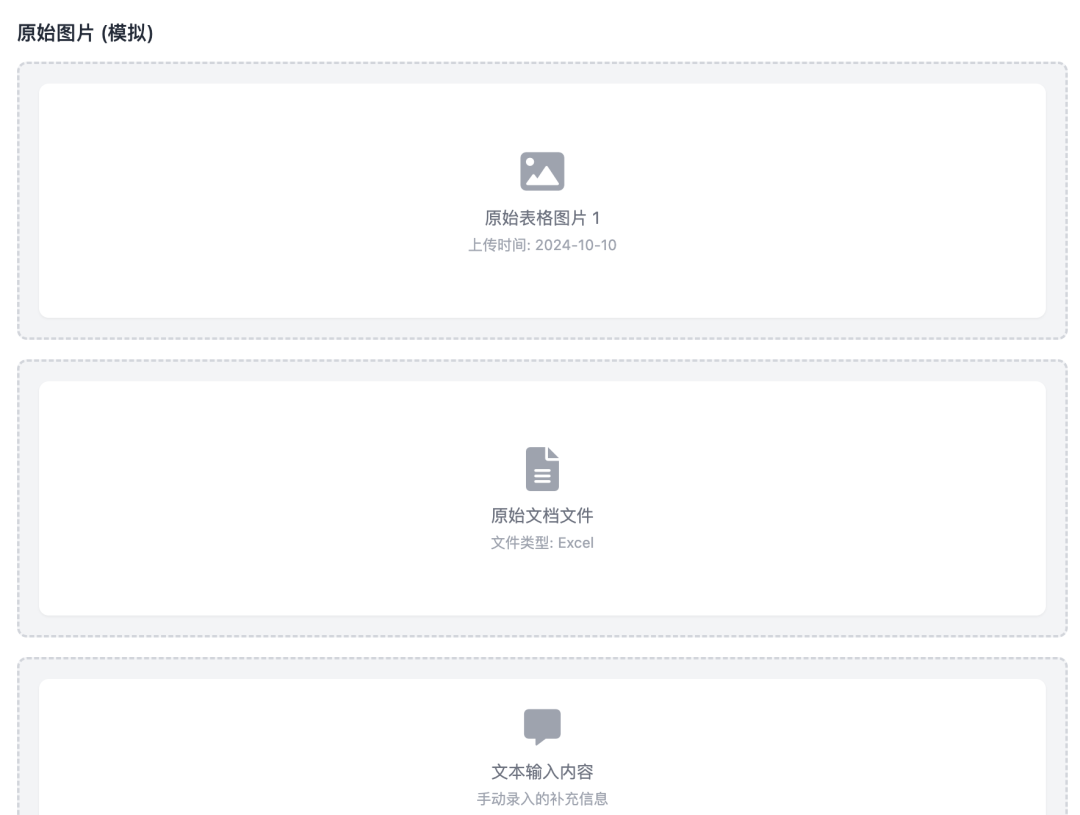 原始图片 (模拟)
原始表格图片 1
上传时间: 2024-10-10
原始文档文件
文件类型: Excel
文本输入内容
手动录入的补充信息